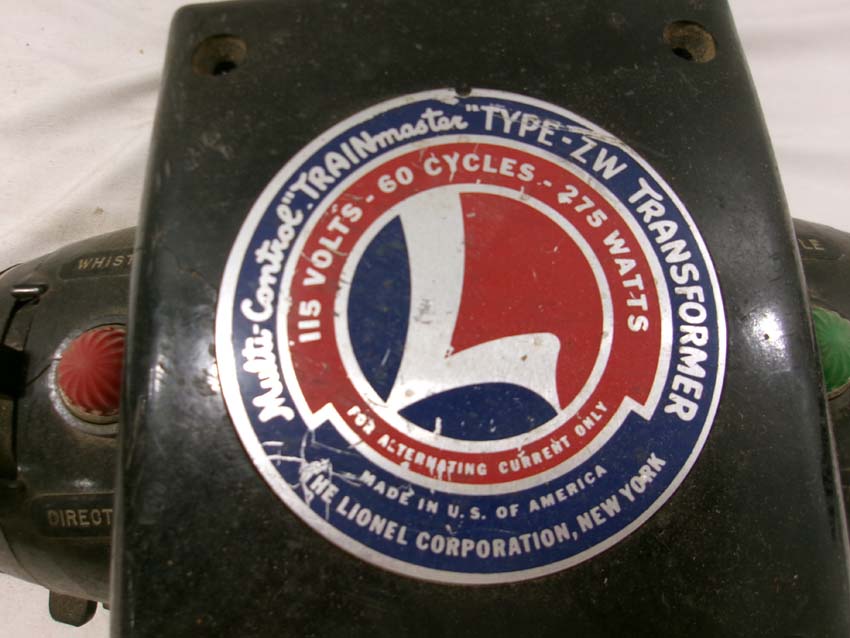 Multi-Control "TRAINmaster" TYPE-ZW TRANSFORMER
115 VOLTS - 60 CYCLES - 275 WATTS
L
FOR ALTERNATING CURRENT ONLY
MADE IN U.S. OF AMERICA
THE LIONEL CORPORATION, NEW YORK
WHIST
DIRECT
LE